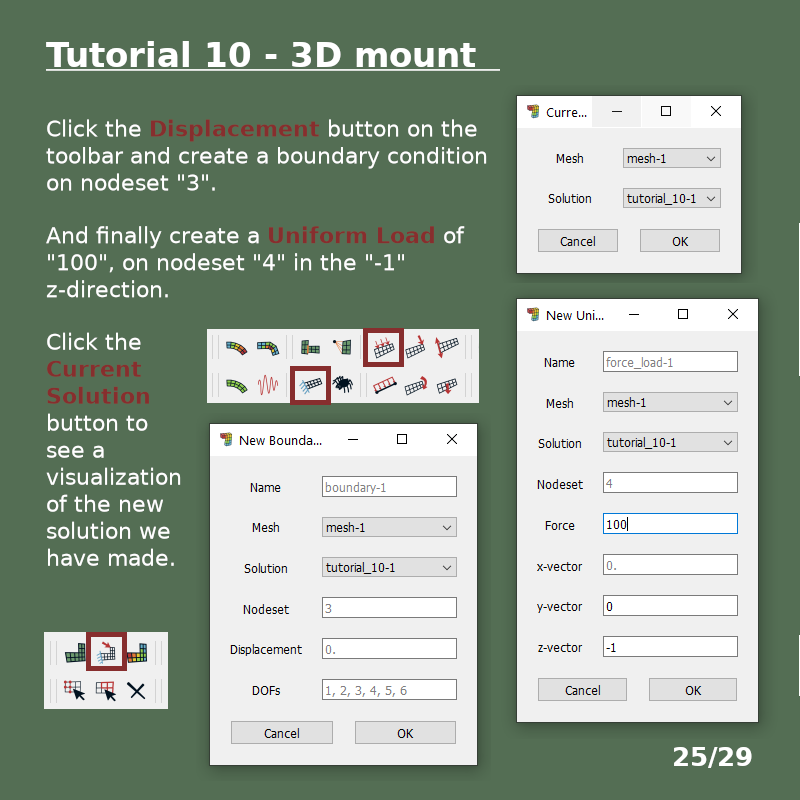 Tutorial 10 - 3D mount
Click the Displacement button on the
toolbar and create a boundary condition
on nodeset "3".
And finally create a Uniform Load of
"100", on nodeset "4" in the "-1"
z-direction.
Click the
Current
Solution
button to
see a
visualization
of the new
solution we
have made.
Curre...
Mesh mesh-1
Solution tutorial_10-1
Cancel OK
New Bounda...
Name boundary-1
Mesh mesh-1
Solution tutorial_10-1
Nodeset 3
Displacement 0.
DOFs 1, 2, 3, 4, 5, 6
Cancel OK
New Uni...
Name force_load-1
Mesh mesh-1
Solution tutorial_10-1
Nodeset 4
Force 100
x-vector 0.
y-vector 0
z-vector -1
Cancel OK
25/29